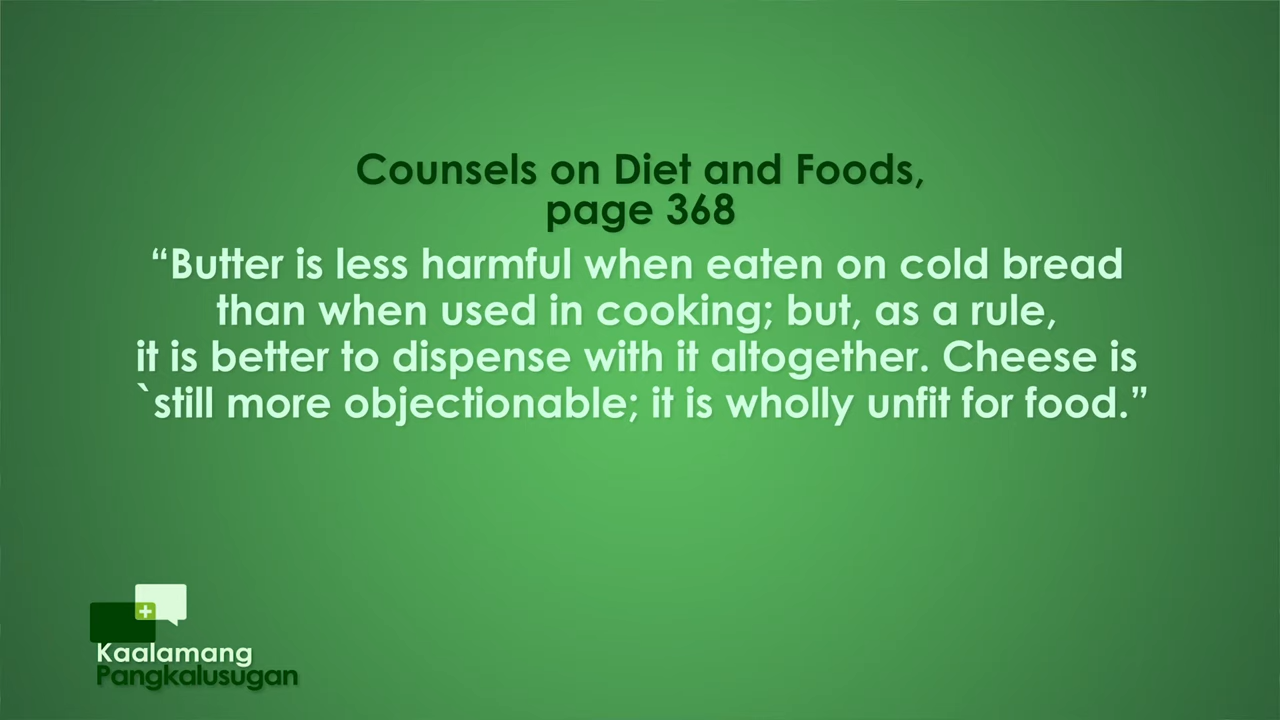 Counsels on Diet and Foods,
page 368
“Butter is less harmful when eaten on cold bread
than when used in cooking; but, as a rule,
it is better to dispense with it altogether. Cheese is
`still more objectionable; it is wholly unfit for food.”
Kaalamang
Pangkalusugan